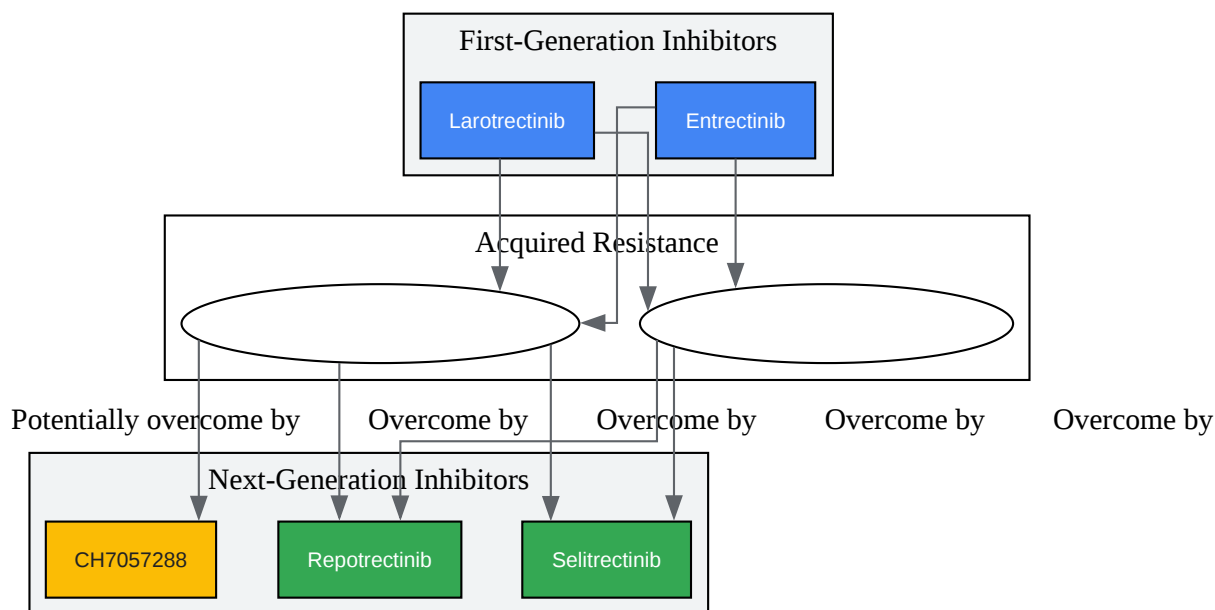 First-Generation Inhibitors
Larotrectinib
Entrectinib
Acquired Resistance
Potentially overcome by
Overcome by
Overcome by
Overcome by
Overcome by
Next-Generation Inhibitors
CH7057288
Repotrectinib
Selitrectinib